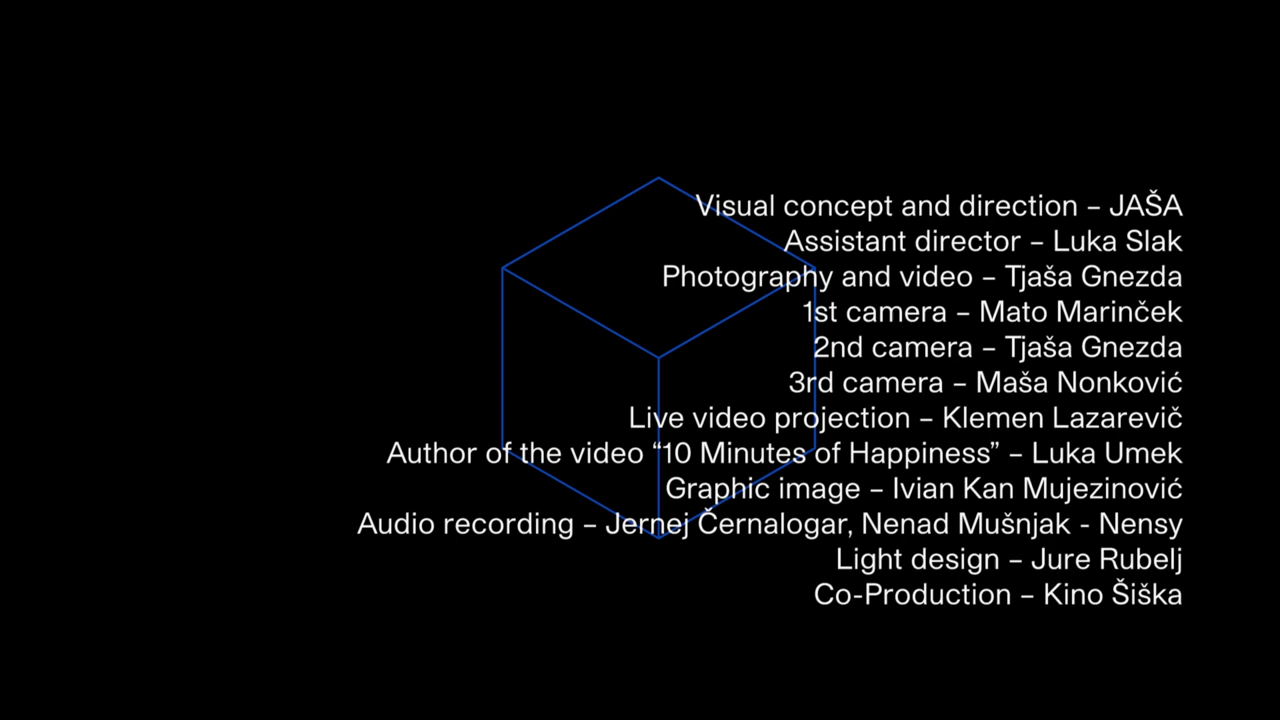 Visual concept and direction – JAŠA
Assistant director – Luka Slak
Photography and video – Tjaša Gnezda
1st camera – Mato Marinček
2nd camera – Tjaša Gnezda
3rd camera – Maša Nonković
Live video projection – Klemen Lazarevič
Author of the video “10 Minutes of Happiness” – Luka Umek
Graphic image – Ivian Kan Mujezinović
Audio recording – Jernej Černalogar, Nenad Mušnjak - Nensy
Light design – Jure Rubelj
Co-Production – Kino Šiška